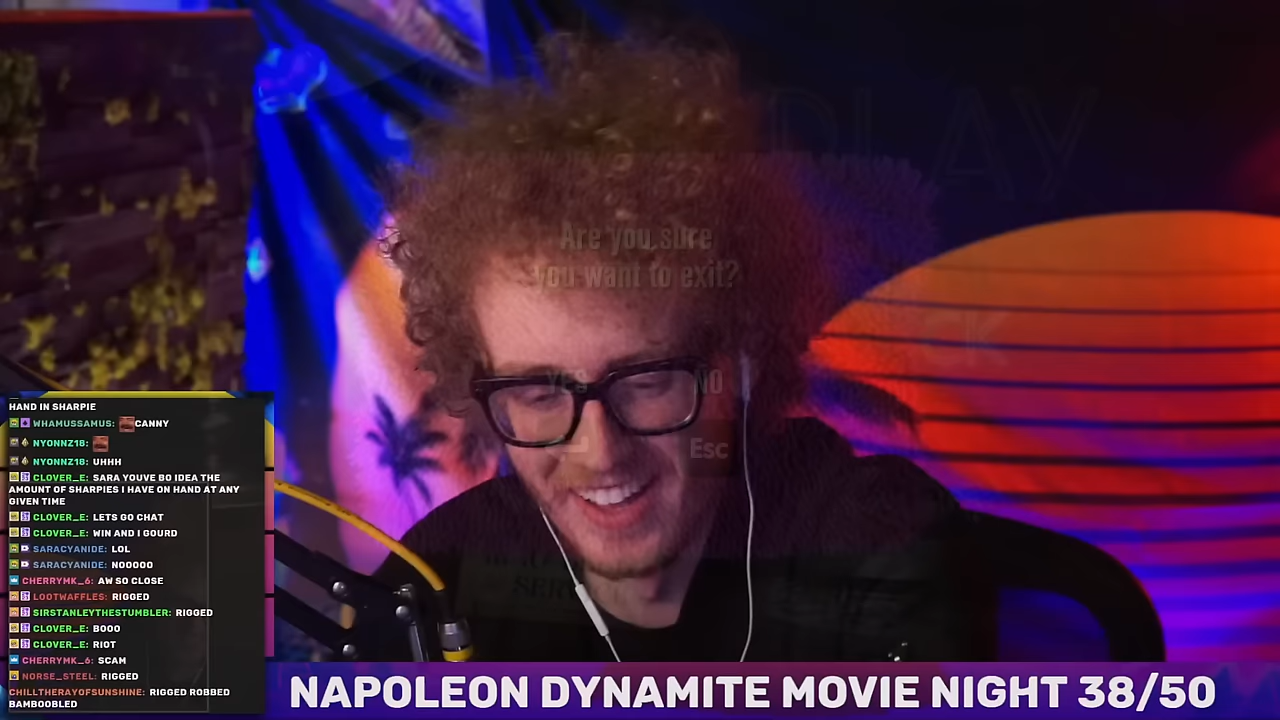 PLAY
Are you sure
you want to exit?
YES
NO
Esc
HAND IN SHARPIE
WHAMUSSAMUS: CANNY
NYONNZ18:
NYONNZ18: UHHH
CLOVER_E: SARA YOUVE BO IDEA THE
AMOUNT OF SHARPIES I HAVE ON HAND AT ANY
GIVEN TIME
CLOVER_E: LETS GO CHAT
CLOVER_E: WIN AND I GOURD
SARACYANIDE: LOL
SARACYANIDE: NOOOOO
CHERRYMK_6: AW SO CLOSE
LOOTWAFFLES: RIGGED
SIRSTANLEYTHESTUMBLER: RIGGED
CLOVER_E: BOOO
CLOVER_E: RIOT
CHERRYMK_6: SCAM
NORSE_STEEL: RIGGED
CHILLTHERAYOFSUNSHINE: RIGGED ROBBED
BAMBOOBLED
NAPOLEON DYNAMITE MOVIE NIGHT 38/50